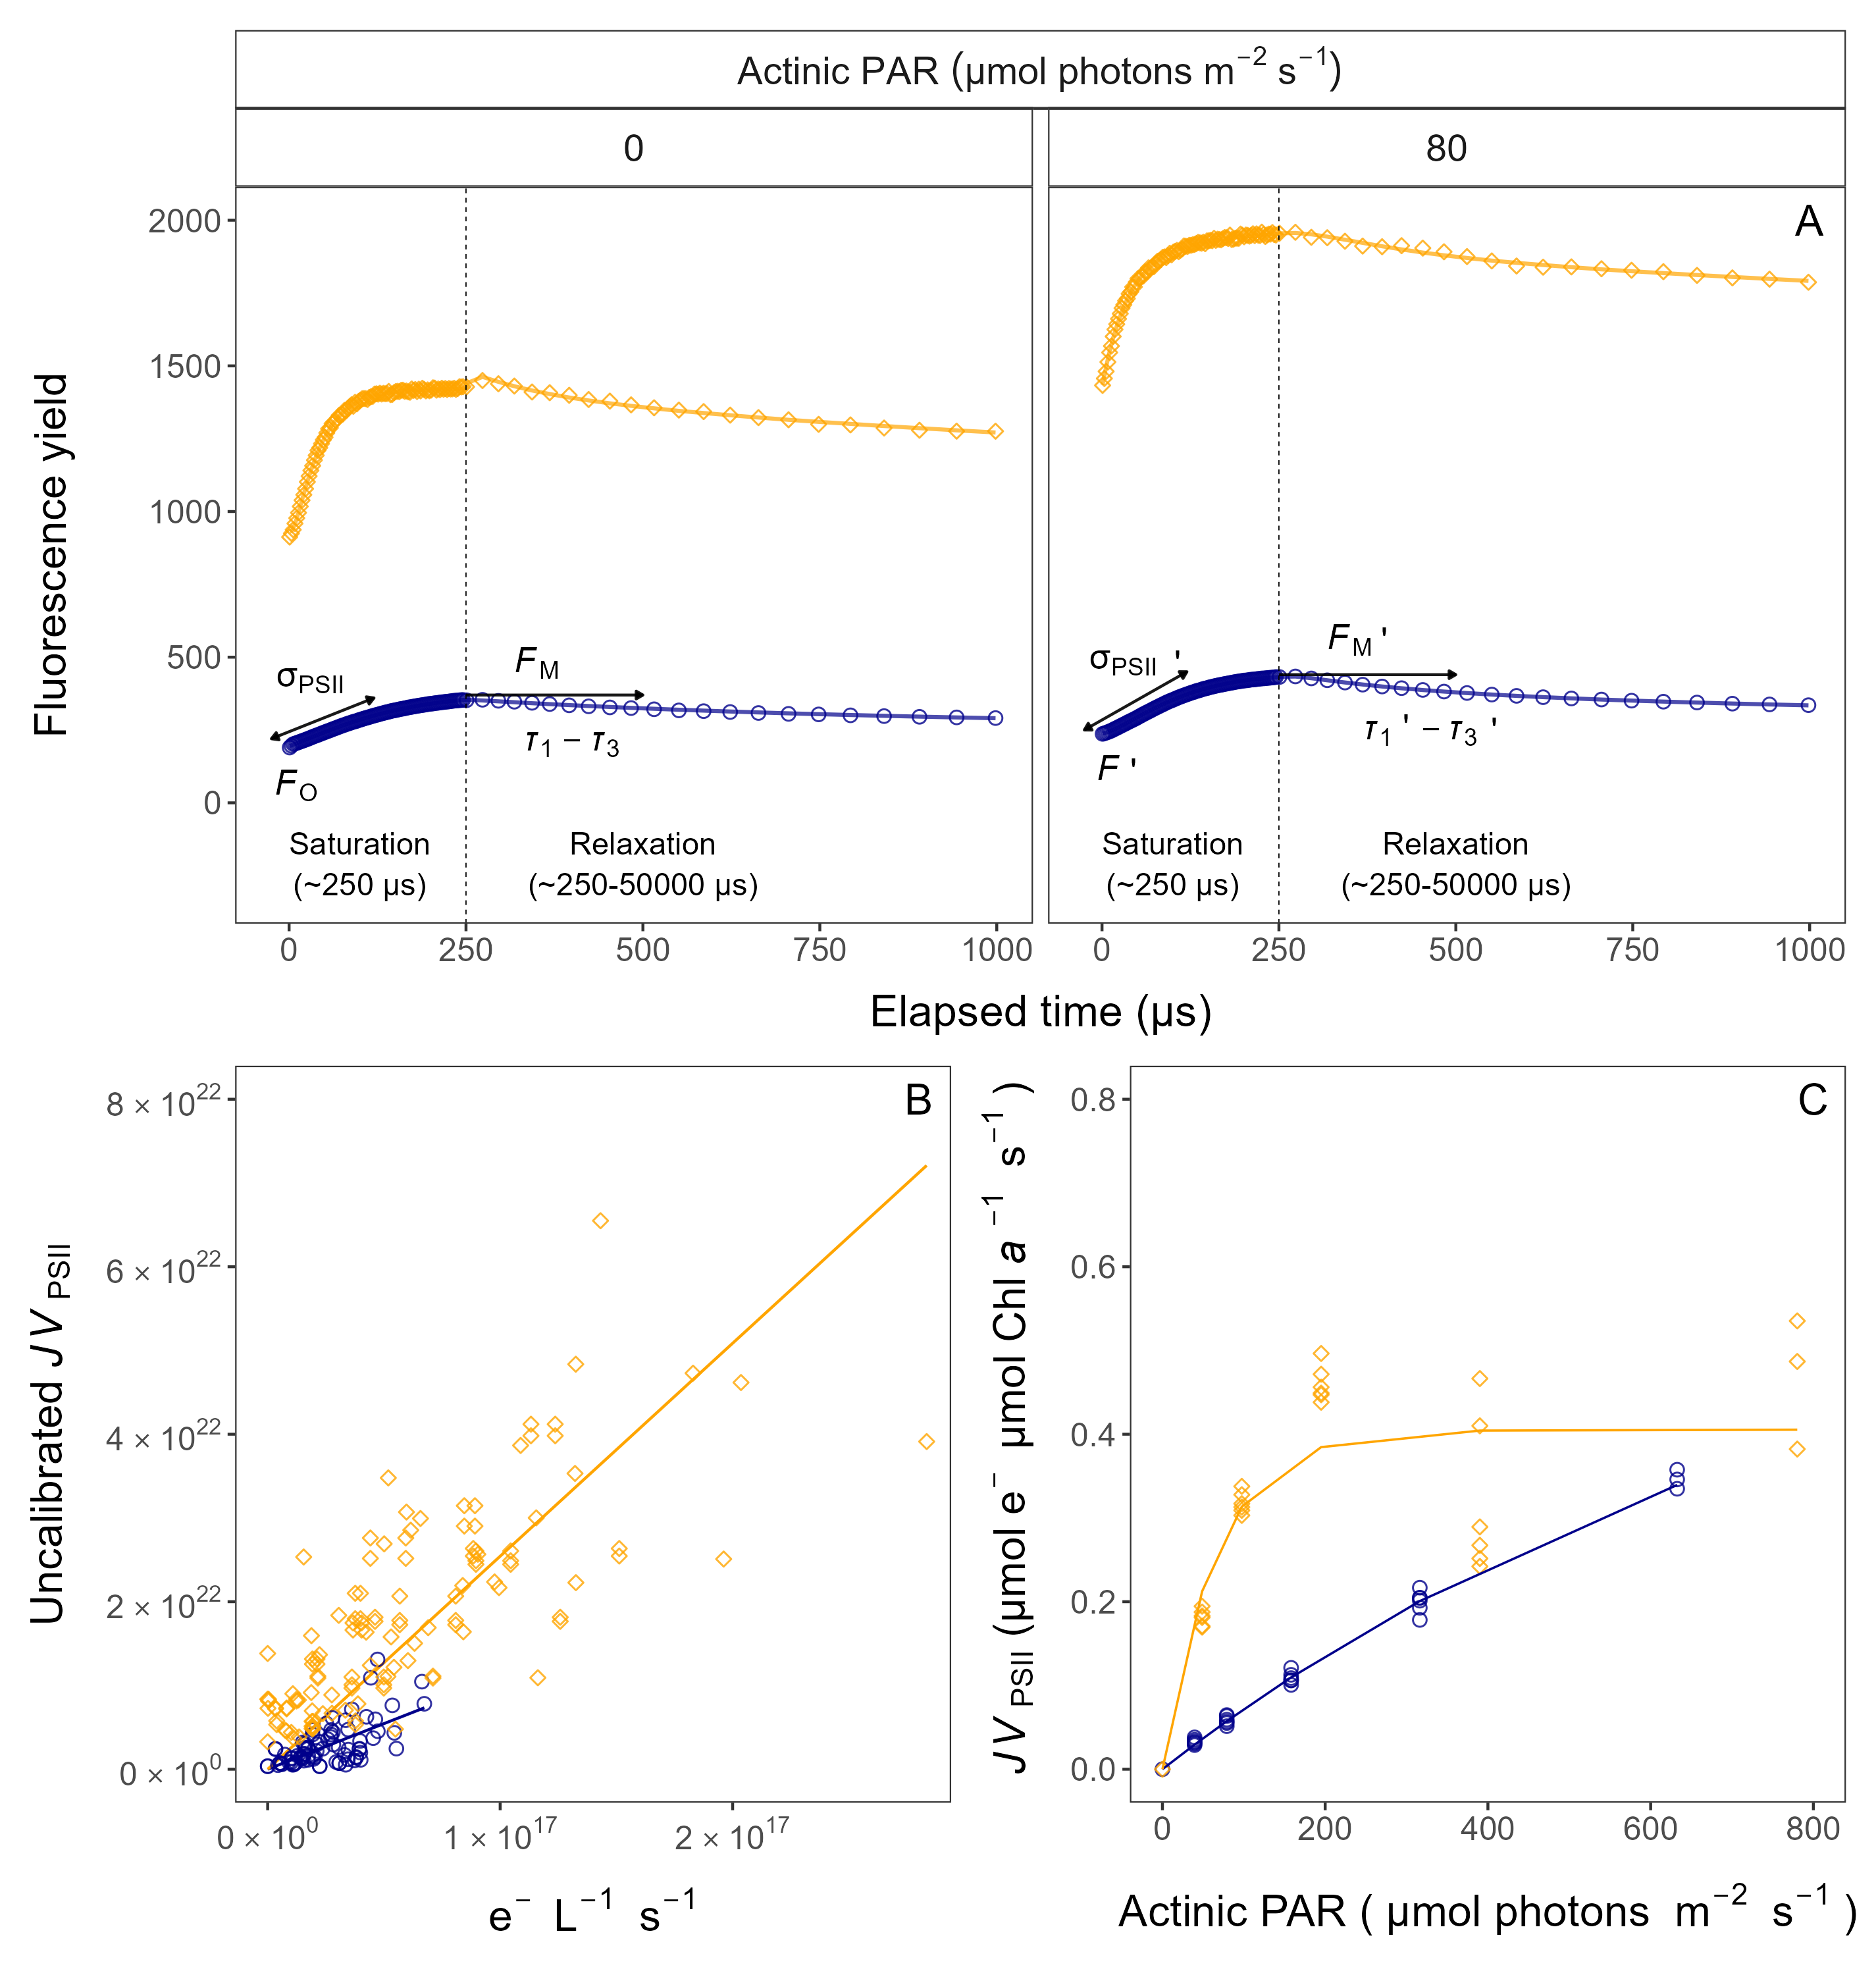 Actinic PAR (µmol photons m⁻² s⁻¹)
0
80
A
Fluorescence yield
2000
1500
1000
500
0
σPSII
FM
τ1 − τ3
FO
Saturation
(~250 µs)
Relaxation
(~250-50000 µs)
σPSII '
FM '
τ1 ' − τ3 '
F '
Saturation
(~250 µs)
Relaxation
(~250-50000 µs)
0 250 500 750 1000
0 250 500 750 1000
Elapsed time (µs)
B
Uncalibrated JVPSII
8 × 10²²
6 × 10²²
4 × 10²²
2 × 10²²
0 × 10⁰
0 × 10⁰ 1 × 10¹⁷ 2 × 10¹⁷
e⁻ L⁻¹ s⁻¹
C
JVPSII (µmol e⁻ µmol Chl a⁻¹ s⁻¹)
0.8
0.6
0.4
0.2
0.0
0 200 400 600 800
Actinic PAR ( µmol photons m⁻² s⁻¹ )